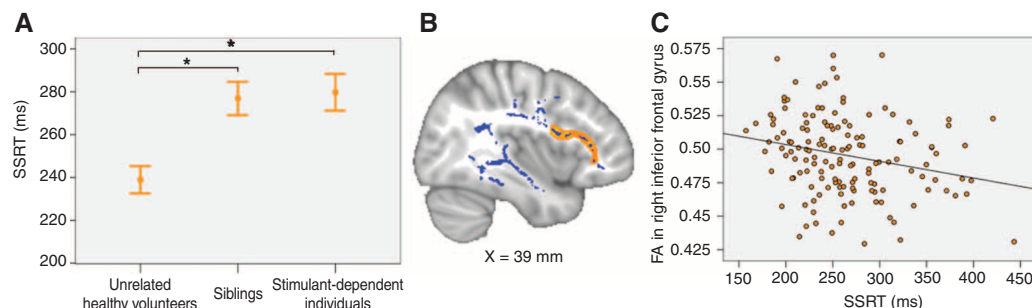 A
300
280
260
240
220
200
SSRT (ms)
*
*
Unrelated
healthy volunteers
Siblings
Stimulant-dependent
individuals
B
X = 39 mm
C
0.575
0.55
0.525
0.50
0.475
0.45
0.425
FA in right inferior frontal gyrus
150 200 250 300 350 400 450
SSRT (ms)